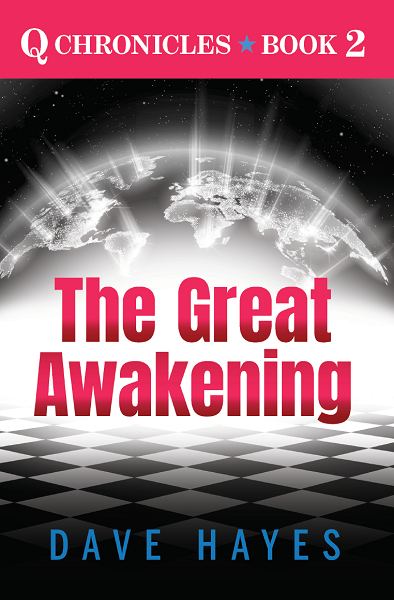 Q CHRONICLES ★ BOOK 2
The Great
Awakening
DAVE HAYES